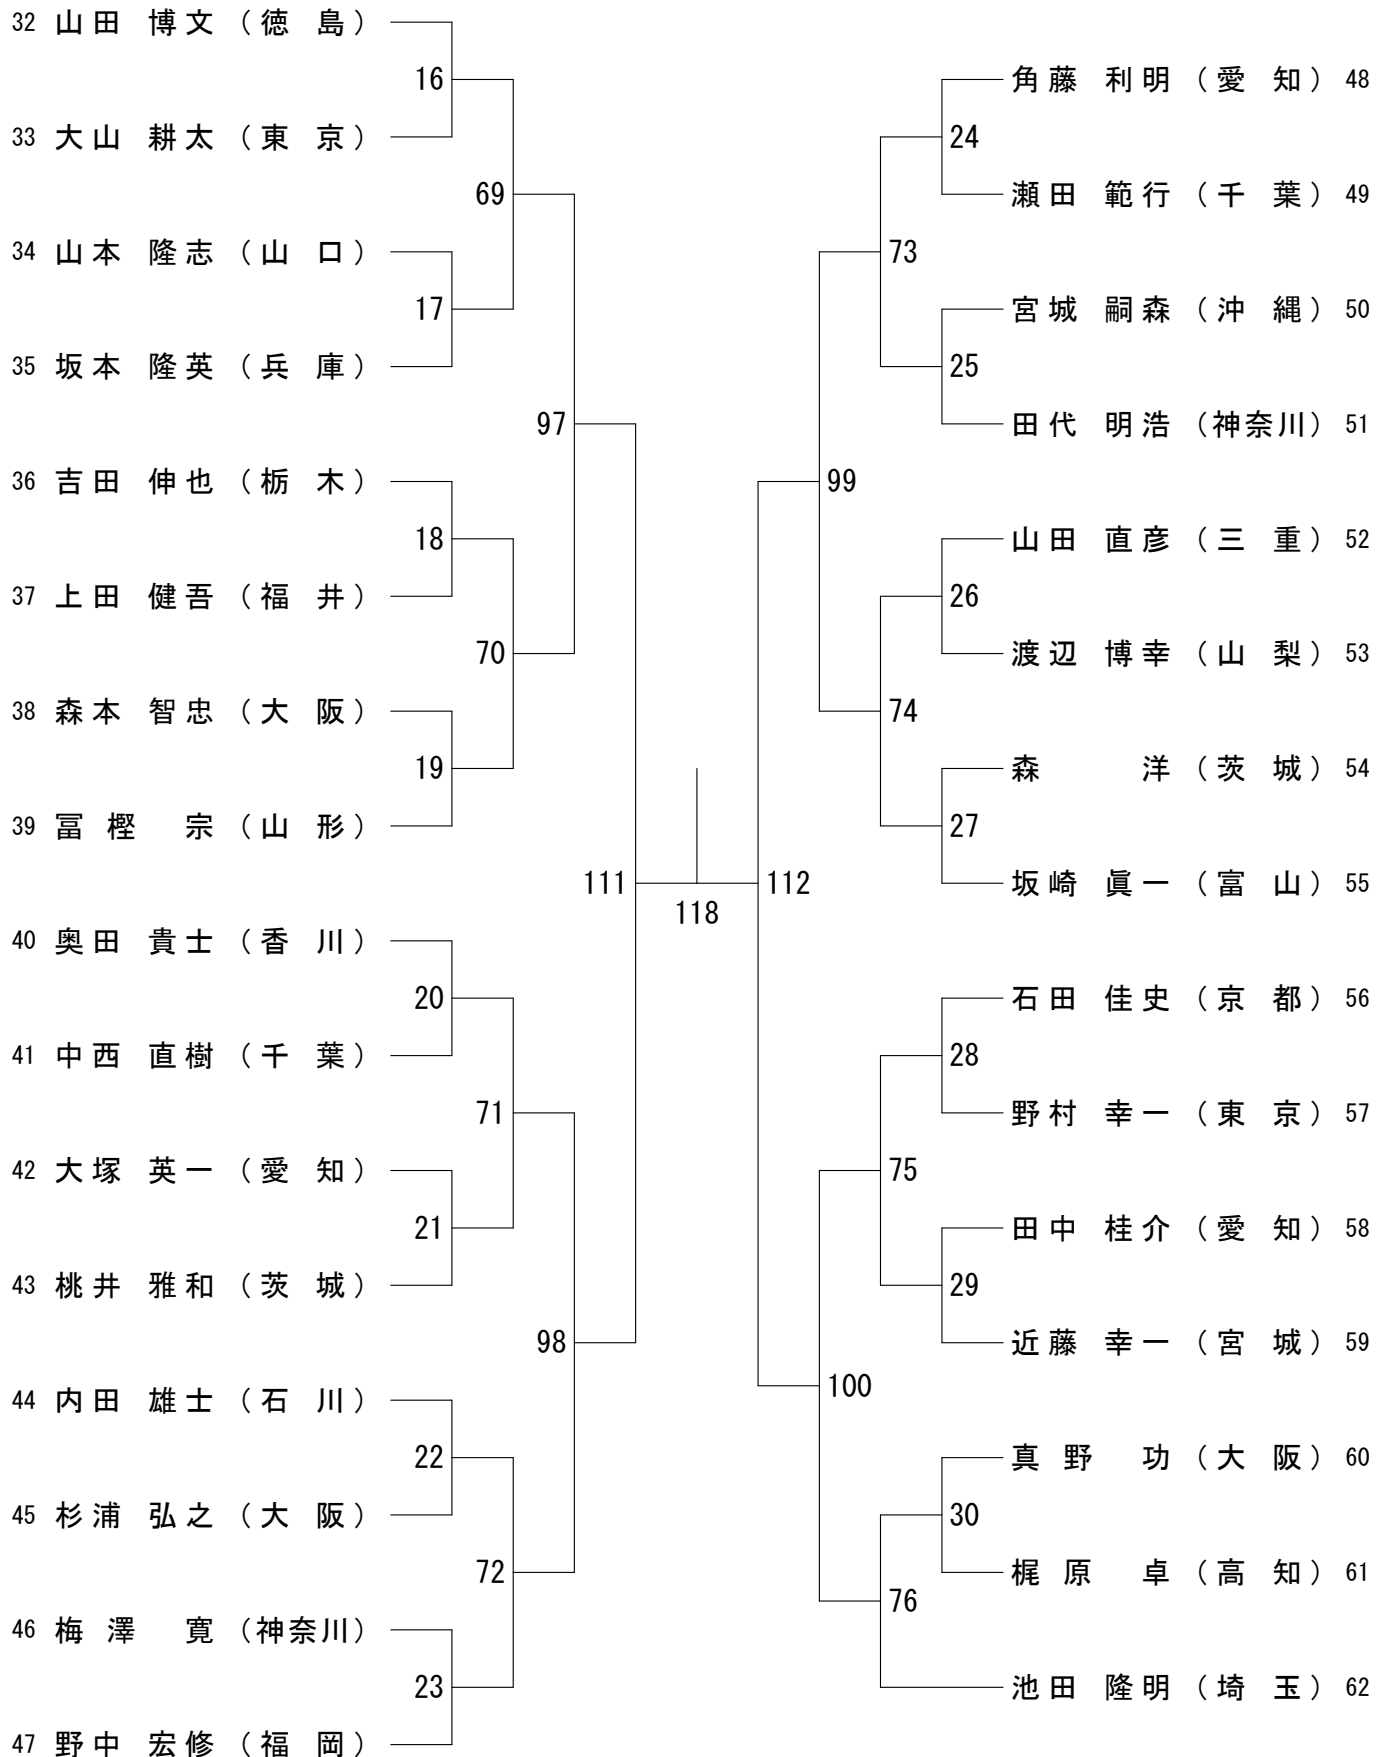 32 山田 博文 (徳 島)
16
33 大山 耕太 (東 京)
69
34 山本 隆志 (山 口)
17
35 坂本 隆英 (兵 庫)
97
36 吉田 伸也 (栃 木)
18
37 上田 健吾 (福 井)
70
38 森本 智忠 (大 阪)
19
39 冨樫 宗 (山 形)
111
40 奥田 貴士 (香 川)
20
41 中西 直樹 (千 葉)
71
42 大塚 英一 (愛 知)
21
43 桃井 雅和 (茨 城)
98
44 内田 雄士 (石 川)
22
45 杉浦 弘之 (大 阪)
72
46 梅澤 寛 (神奈川)
23
47 野中 宏修 (福 岡)
118
角藤 利明 (愛 知) 48
24
瀬田 範行 (千 葉) 49
73
宮城 嗣森 (沖 縄) 50
25
田代 明浩 (神奈川) 51
99
山田 直彦 (三 重) 52
26
渡辺 博幸 (山 梨) 53
74
森 洋 (茨 城) 54
27
坂崎 眞一 (富 山) 55
112
石田 佳史 (京 都) 56
28
野村 幸一 (東 京) 57
75
田中 桂介 (愛 知) 58
29
近藤 幸一 (宮 城) 59
100
真野 功 (大 阪) 60
30
梶原 卓 (高 知) 61
76
池田 隆明 (埼 玉) 62